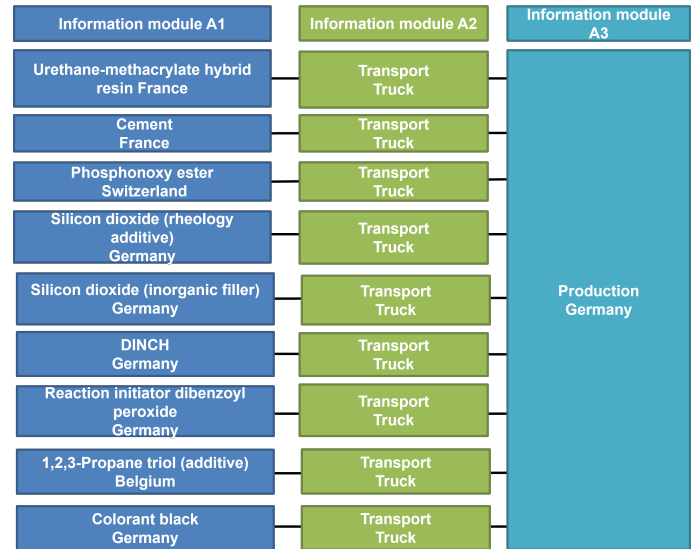 Information module A1
Information module A2
Information module
A3
Urethane-methacrylate hybrid
resin France
Transport
Truck
Cement
France
Transport
Truck
Phosphonoxy ester
Switzerland
Transport
Truck
Silicon dioxide (rheology
additive)
Germany
Transport
Truck
Silicon dioxide (inorganic filler)
Germany
Transport
Truck
Production
Germany
DINCH
Germany
Transport
Truck
Reaction initiator dibenzoyl
peroxide
Germany
Transport
Truck
1,2,3-Propane triol (additive)
Belgium
Transport
Truck
Colorant black
Germany
Transport
Truck